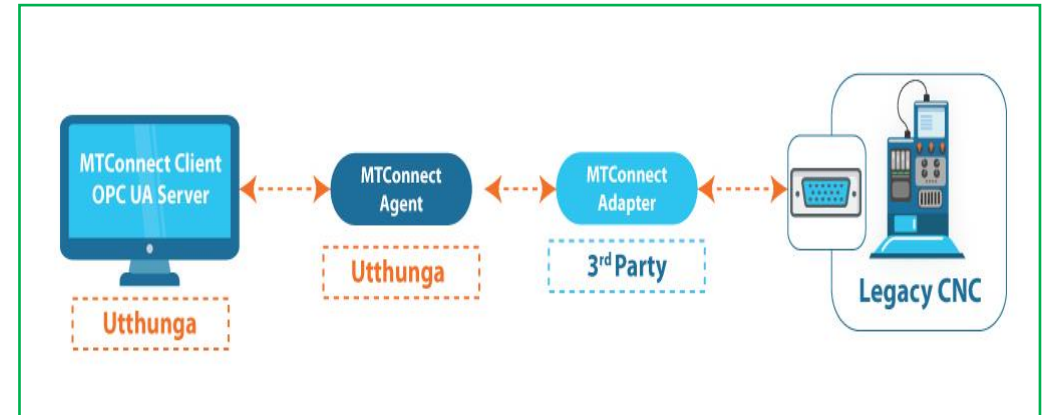 MTConnect Client
OPC UA Server
Utthunga
MTConnect
Agent
Utthunga
MTConnect
Adapter
3rd Party
Legacy CNC